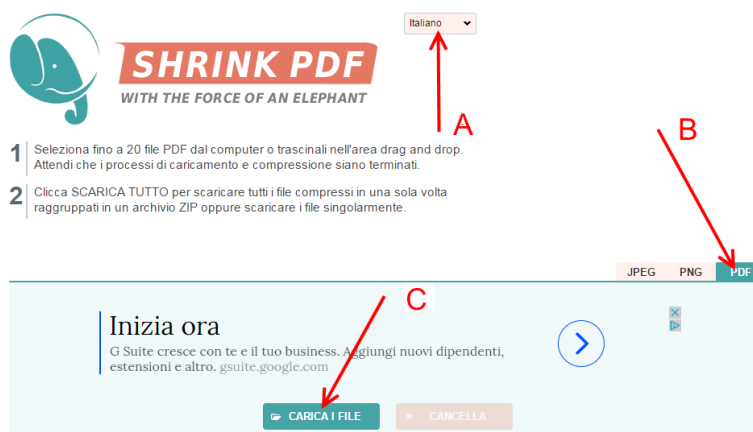 Italiano
SHRINK PDF
WITH THE FORCE OF AN ELEPHANT
A
B
1 Seleziona fino a 20 file PDF dal computer o trascinali nell'area drag and drop.
Attendi che i processi di caricamento e compressione siano terminati.
2 Clicca SCARICA TUTTO per scaricare tutti i file compressi in una sola volta
raggruppati in un archivio ZIP oppure scaricare i file singolarmente.
JPEG PNG PDF
C
Inizia ora
G Suite cresce con te e il tuo business. Aggiungi nuovi dipendenti,
estensioni e altro. gsuite.google.com
CARICA I FILE
× CANCELLA